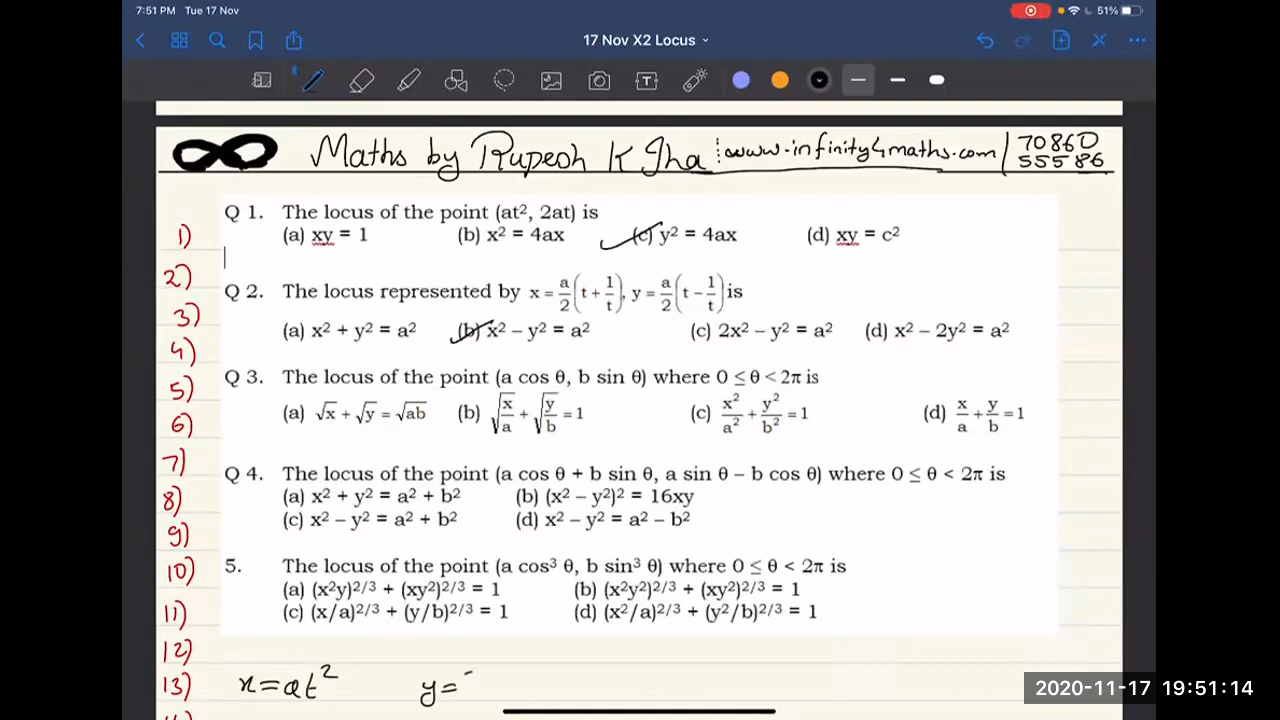 7:51 PM Tue 17 Nov 51%
17 Nov X2 Locus
Maths by Rupesh K Jha www.infinity4maths.com 70860 55586
Q 1. The locus of the point (at², 2at) is
1) (a) xy = 1 (b) x² = 4ax (c) y² = 4ax (d) xy = c²
2) Q 2. The locus represented by x = a/2 (t + 1/t), y = a/2 (t − 1/t) is
3) (a) x² + y² = a² (b) x² − y² = a² (c) 2x² − y² = a² (d) x² − 2y² = a²
4)
5) Q 3. The locus of the point (a cos θ, b sin θ) where 0 ≤ θ < 2π is
6) (a) √x + √y = √ab (b) √x/a + √y/b = 1 (c) x²/a² + y²/b² = 1 (d) x/a + y/b = 1
7) Q 4. The locus of the point (a cos θ + b sin θ, a sin θ − b cos θ) where 0 ≤ θ < 2π is
8) (a) x² + y² = a² + b² (b) (x² − y²)² = 16xy
9) (c) x² − y² = a² + b² (d) x² − y² = a² − b²
10) 5. The locus of the point (a cos³ θ, b sin³ θ) where 0 ≤ θ < 2π is
(a) (x²y)²/³ + (xy²)²/³ = 1 (b) (x²y²)²/³ + (xy²)²/³ = 1
11) (c) (x/a)²/³ + (y/b)²/³ = 1 (d) (x²/a)²/³ + (y²/b)²/³ = 1
12)
13) x = at² y =
2020-11-17 19:51:14